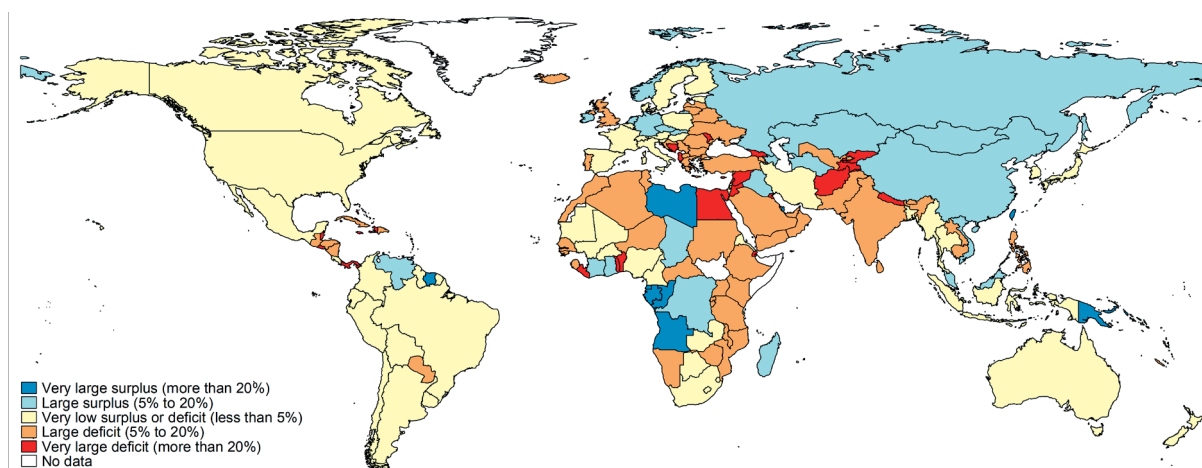 Very large surplus (more than 20%)
Large surplus (5% to 20%)
Very low surplus or deficit (less than 5%)
Large deficit (5% to 20%)
Very large deficit (more than 20%)
No data